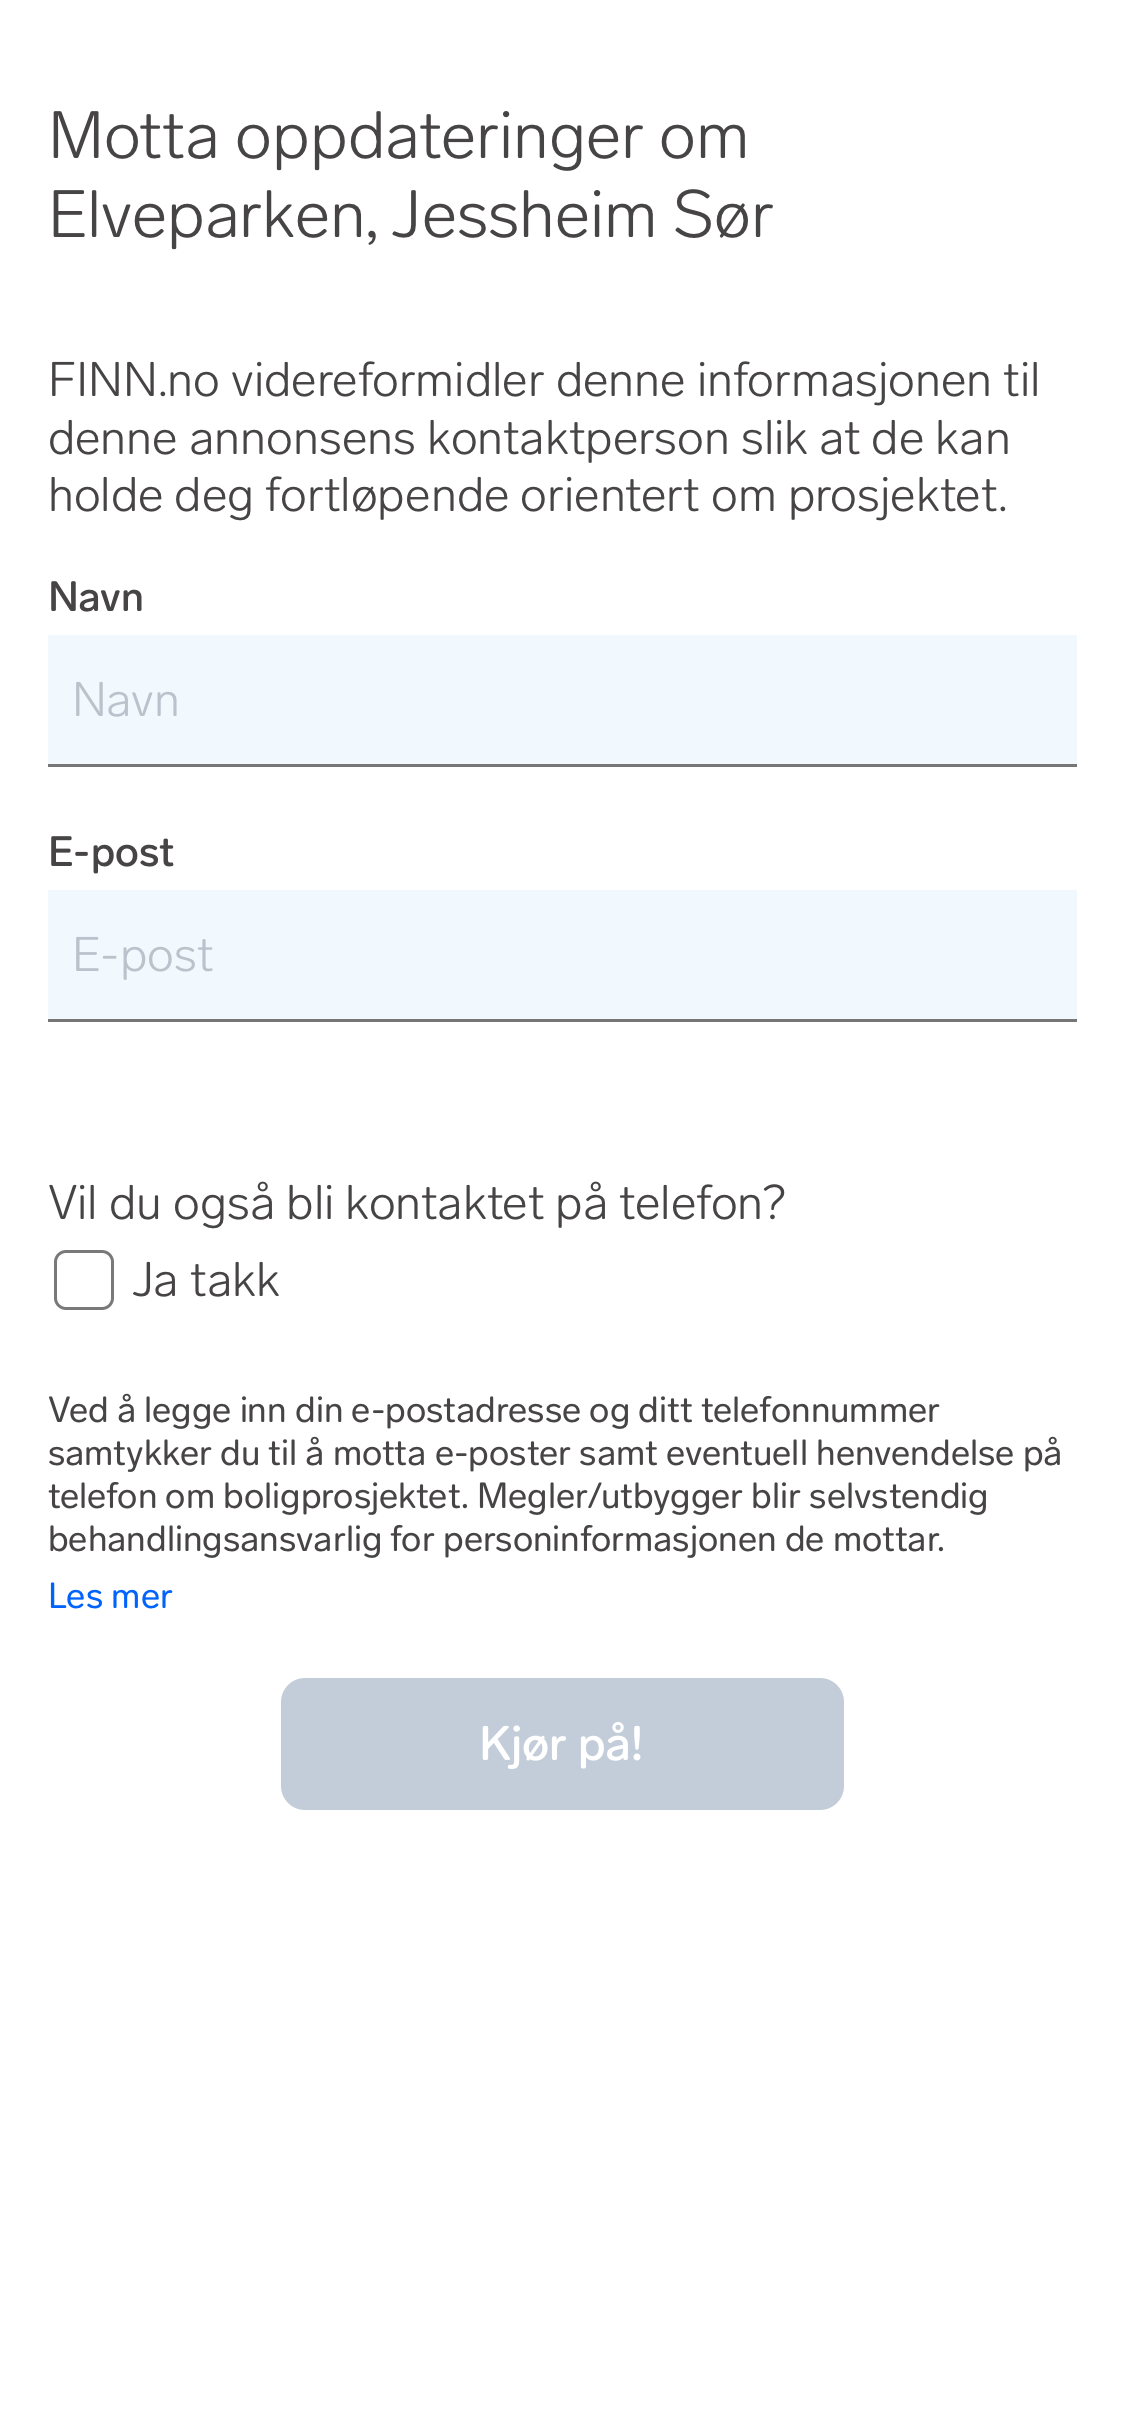 Motta oppdateringer om
Elveparken, Jessheim Sør
FINN.no videreformidler denne informasjonen til
denne annonsens kontaktperson slik at de kan
holde deg fortløpende orientert om prosjektet.
Navn
Navn
E-post
E-post
Vil du også bli kontaktet på telefon?
Ja takk
Ved å legge inn din e-postadresse og ditt telefonnummer
samtykker du til å motta e-poster samt eventuell henvendelse på
telefon om boligprosjektet. Megler/utbygger blir selvstendig
behandlingsansvarlig for personinformasjonen de mottar.
Les mer
Kjør på!